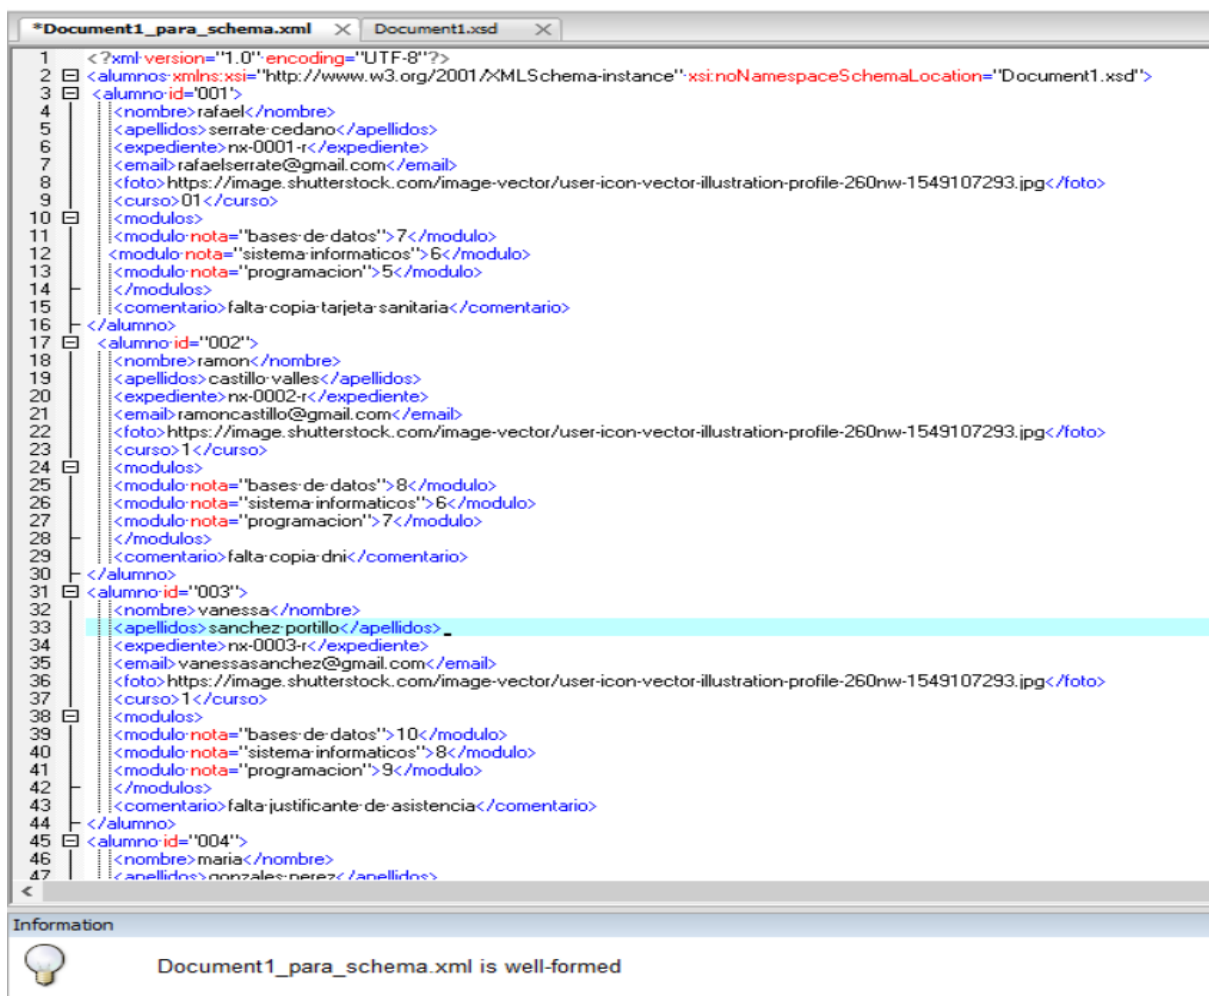 *Document1_para_schema.xml X Document1.xsd X
1 <?xml version="1.0" encoding="UTF-8"?>
2 <alumnos xmlns:xsi="http://www.w3.org/2001/XMLSchema-instance" xsi:noNamespaceSchemaLocation="Document1.xsd">
3 <alumno id='001'>
4 <nombre>rafael</nombre>
5 <apellidos>serrate cedano</apellidos>
6 <expediente>nx-0001-r</expediente>
7 <email>rafaelserrate@gmail.com</email>
8 <foto>https://image.shutterstock.com/image-vector/user-icon-vector-illustration-profile-260nw-1549107293.jpg</foto>
9 <curso>01</curso>
10 <modulos>
11 <modulo nota="bases de datos">7</modulo>
12 <modulo nota="sistema informaticos">6</modulo>
13 <modulo nota="programacion">5</modulo>
14 </modulos>
15 <comentario>falta copia tarjeta sanitaria</comentario>
16 </alumno>
17 <alumno id="002">
18 <nombre>ramon</nombre>
19 <apellidos>castillo valles</apellidos>
20 <expediente>nx-0002-r</expediente>
21 <email>ramoncastillo@gmail.com</email>
22 <foto>https://image.shutterstock.com/image-vector/user-icon-vector-illustration-profile-260nw-1549107293.jpg</foto>
23 <curso>1</curso>
24 <modulos>
25 <modulo nota="bases de datos">8</modulo>
26 <modulo nota="sistema informaticos">6</modulo>
27 <modulo nota="programacion">7</modulo>
28 </modulos>
29 <comentario>falta copia dni</comentario>
30 </alumno>
31 <alumno id="003">
32 <nombre>vanessa</nombre>
33 <apellidos>sanchez portillo</apellidos>
34 <expediente>nx-0003-r</expediente>
35 <email>vanessasanchez@gmail.com</email>
36 <foto>https://image.shutterstock.com/image-vector/user-icon-vector-illustration-profile-260nw-1549107293.jpg</foto>
37 <curso>1</curso>
38 <modulos>
39 <modulo nota="bases de datos">10</modulo>
40 <modulo nota="sistema informaticos">8</modulo>
41 <modulo nota="programacion">9</modulo>
42 </modulos>
43 <comentario>falta justificante de asistencia</comentario>
44 </alumno>
45 <alumno id="004">
46 <nombre>maria</nombre>
47 <apellidos>gonzales perez</apellidos>
Information
Document1_para_schema.xml is well-formed